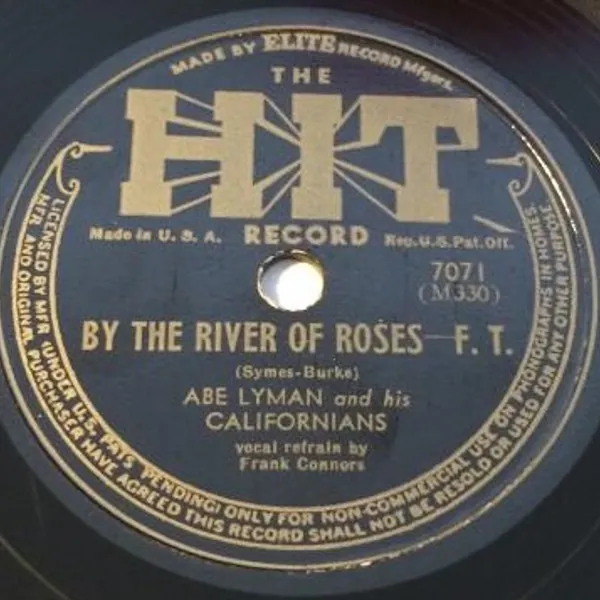 MADE BY ELITE RECORD Mfgers.
THE
HIT
Made in U. S. A. RECORD Reg. U.S. Pat. Off.
7071
(M330)
BY THE RIVER OF ROSES—F. T.
(Symes-Burke)
ABE LYMAN and his
CALIFORNIANS
vocal refrain by
Frank Connors
LICENSED BY MFR (UNDER U.S. PATS PENDING) ONLY FOR NON-COMMERCIAL USE ON PHONOGRAPHS IN HOMES.
MFR AND ORIGINAL PURCHASER HAVE AGREED THIS RECORD SHALL NOT BE RESOLD OR USED FOR ANY OTHER PURPOSE